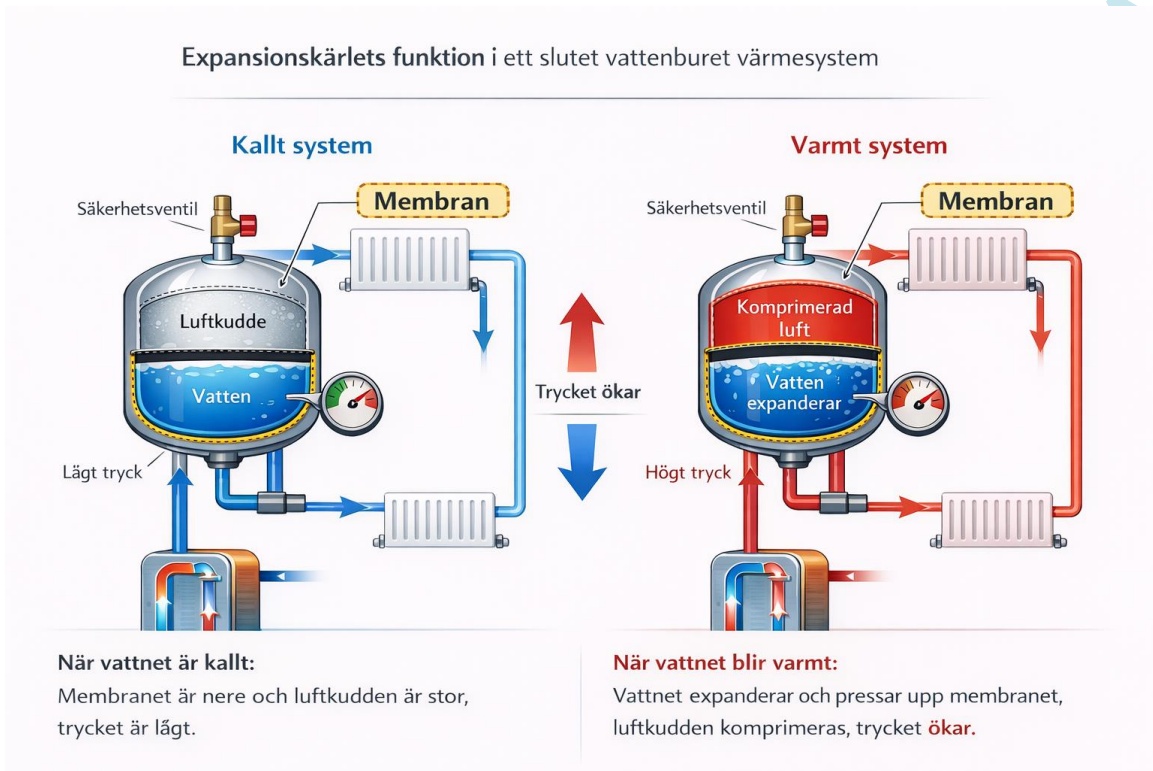 Expansionskärlets funktion i ett slutet vattenburet värmesystem
Kallt system
Säkerhetsventil
Membran
Luftkudde
Vatten
Lågt tryck
Trycket ökar
Varmt system
Säkerhetsventil
Membran
Komprimerad
luft
Vatten
expanderar
Högt tryck
När vattnet är kallt:
Membranet är nere och luftkudden är stor,
trycket är lågt.
När vattnet blir varmt:
Vattnet expanderar och pressar upp membranet,
luftkudden komprimeras, trycket ökar.